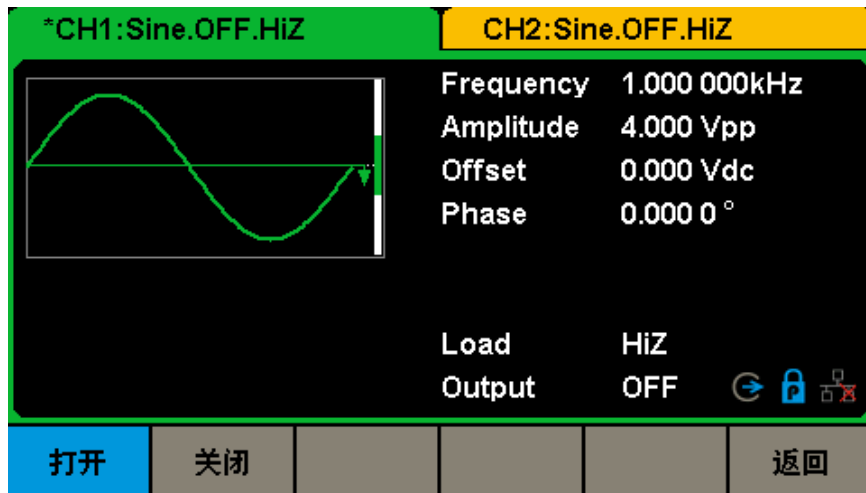 *CH1:Sine.OFF.HiZ CH2:Sine.OFF.HiZ
Frequency 1.000 000kHz
Amplitude 4.000 Vpp
Offset 0.000 Vdc
Phase 0.000 0 °
Load HiZ
Output OFF P
打开 关闭 返回